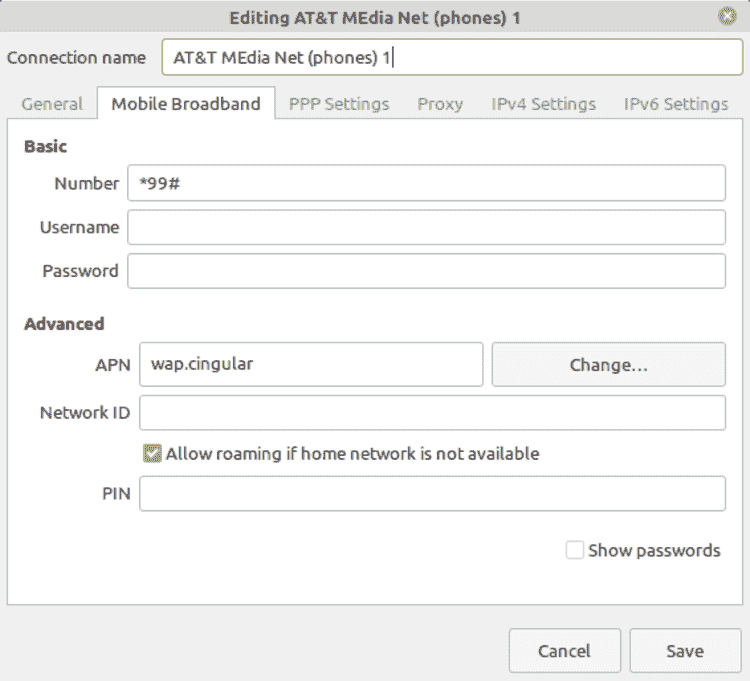 Editing AT&T MEdia Net (phones) 1
Connection name AT&T MEdia Net (phones) 1
General Mobile Broadband PPP Settings Proxy IPv4 Settings IPv6 Settings
Basic
Number *99#
Username
Password
Advanced
APN wap.cingular Change...
Network ID
Allow roaming if home network is not available
PIN
Show passwords
Cancel Save